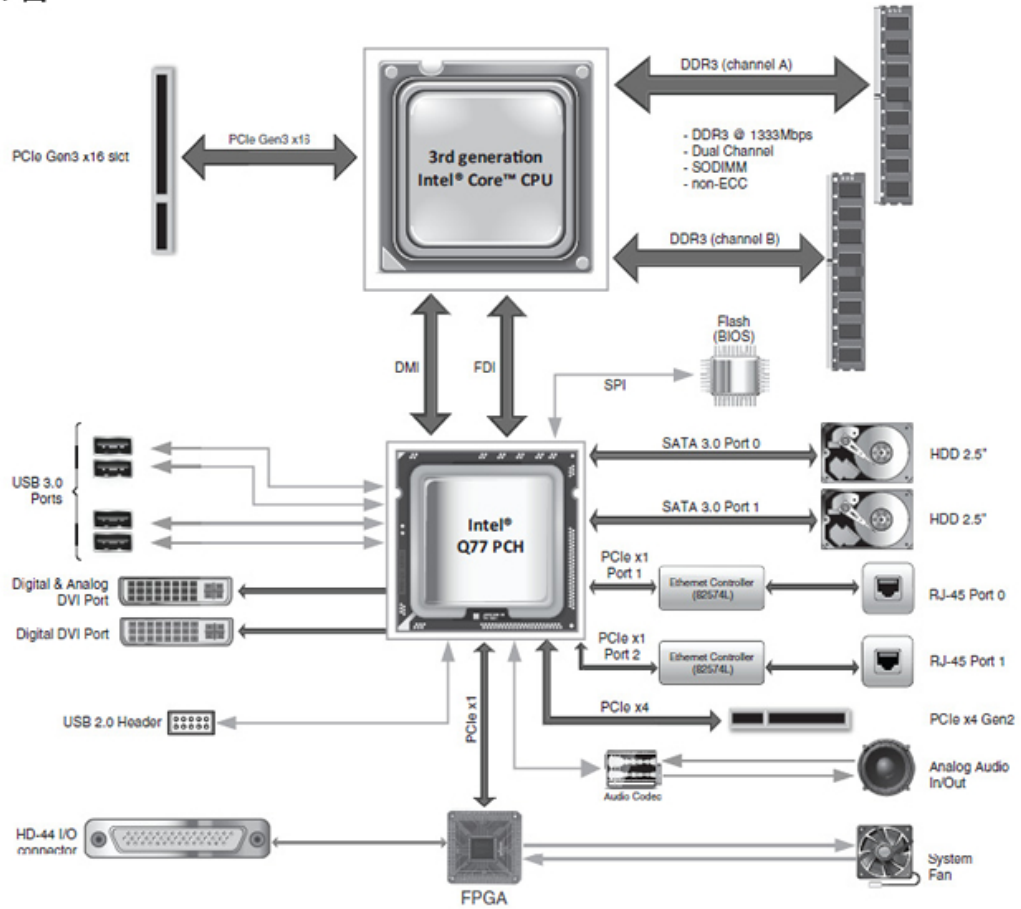 PCIe Gen3 x16 slot
PCIe Gen3 x16
3rd generation
Intel® Core™ CPU
DDR3 (channel A)
- DDR3 @ 1333Mbps
- Dual Channel
- SODIMM
- non-ECC
DDR3 (channel B)
DMI
FDI
Flash
(BIOS)
SPI
USB 3.0
Ports
Intel®
Q77 PCH
SATA 3.0 Port 0
HDD 2.5"
SATA 3.0 Port 1
HDD 2.5"
PCIe x1
Port 1
Ethernet Controller
(82574L)
RJ-45 Port 0
Digital & Analog
DVI Port
Digital DVI Port
PCIe x1
Port 2
Ethernet Controller
(82574L)
RJ-45 Port 1
USB 2.0 Header
PCIe x1
PCIe x4
PCIe x4 Gen2
Audio Codec
Analog Audio
In/Out
HD-44 I/O
connector
FPGA
System
Fan